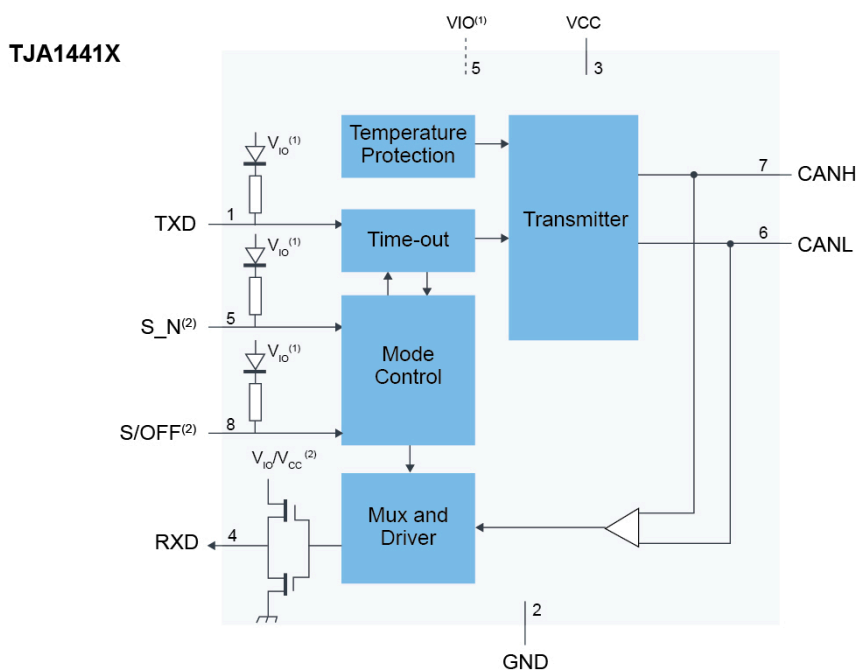 TJA1441X
VIO(1)
VCC
5
3
Temperature
Protection
VIO(1)
7
CANH
TXD
1
Time-out
Transmitter
6
CANL
VIO(1)
S_N(2)
5
Mode
Control
VIO(1)
S/OFF(2)
8
VIO/VCC(2)
Mux and
Driver
RXD
4
2
GND